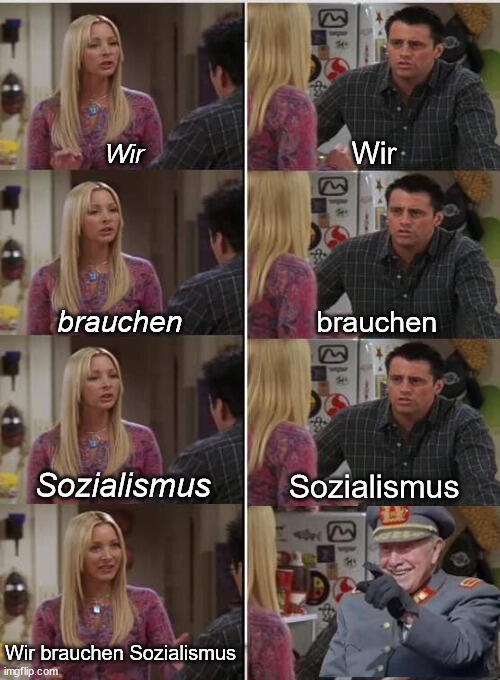 Wir
Wir
brauchen
brauchen
Sozialismus
Sozialismus
Wir brauchen Sozialismus
imgflip.com